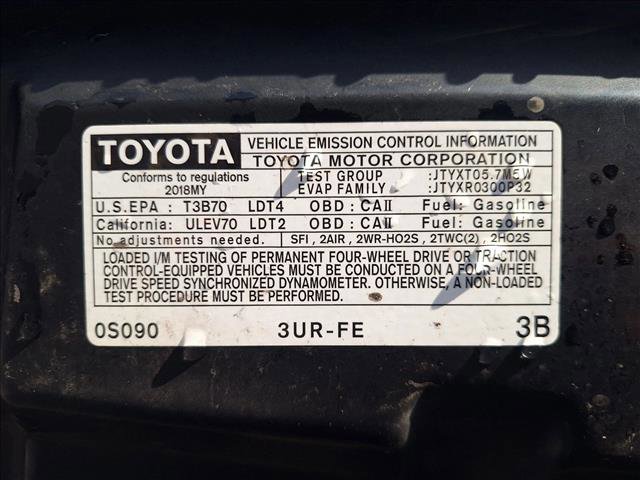 TOYOTA
VEHICLE EMISSION CONTROL INFORMATION
TOYOTA MOTOR CORPORATION
Conforms to regulations
2018MY
TEST GROUP :JTYXT05.7M5W
EVAP FAMILY :JTYXR0300P32
U.S.EPA : T3B70 LDT4 OBD : CAII Fuel: Gasoline
California: ULEV70 LDT2 OBD : CAII Fuel: Gasoline
No adjustments needed. SFI , 2AIR , 2WR-HO2S , 2TWC(2) , 2HO2S
LOADED I/M TESTING OF PERMANENT FOUR-WHEEL DRIVE OR TRACTION
CONTROL-EQUIPPED VEHICLES MUST BE CONDUCTED ON A FOUR-WHEEL
DRIVE SPEED SYNCHRONIZED DYNAMOMETER. OTHERWISE, A NON-LOADED
TEST PROCEDURE MUST BE PERFORMED.
0S090 3UR-FE 3B